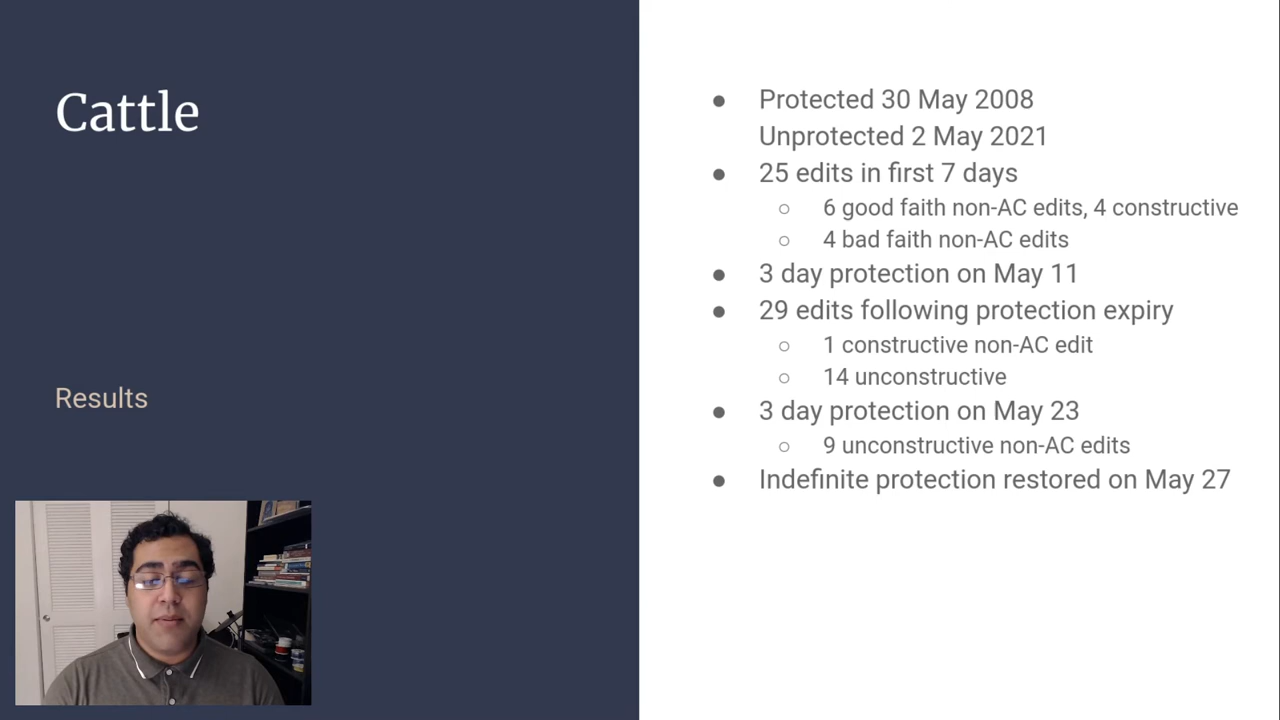 Cattle
Results
● Protected 30 May 2008
Unprotected 2 May 2021
● 25 edits in first 7 days
○ 6 good faith non-AC edits, 4 constructive
○ 4 bad faith non-AC edits
● 3 day protection on May 11
● 29 edits following protection expiry
○ 1 constructive non-AC edit
○ 14 unconstructive
● 3 day protection on May 23
○ 9 unconstructive non-AC edits
● Indefinite protection restored on May 27